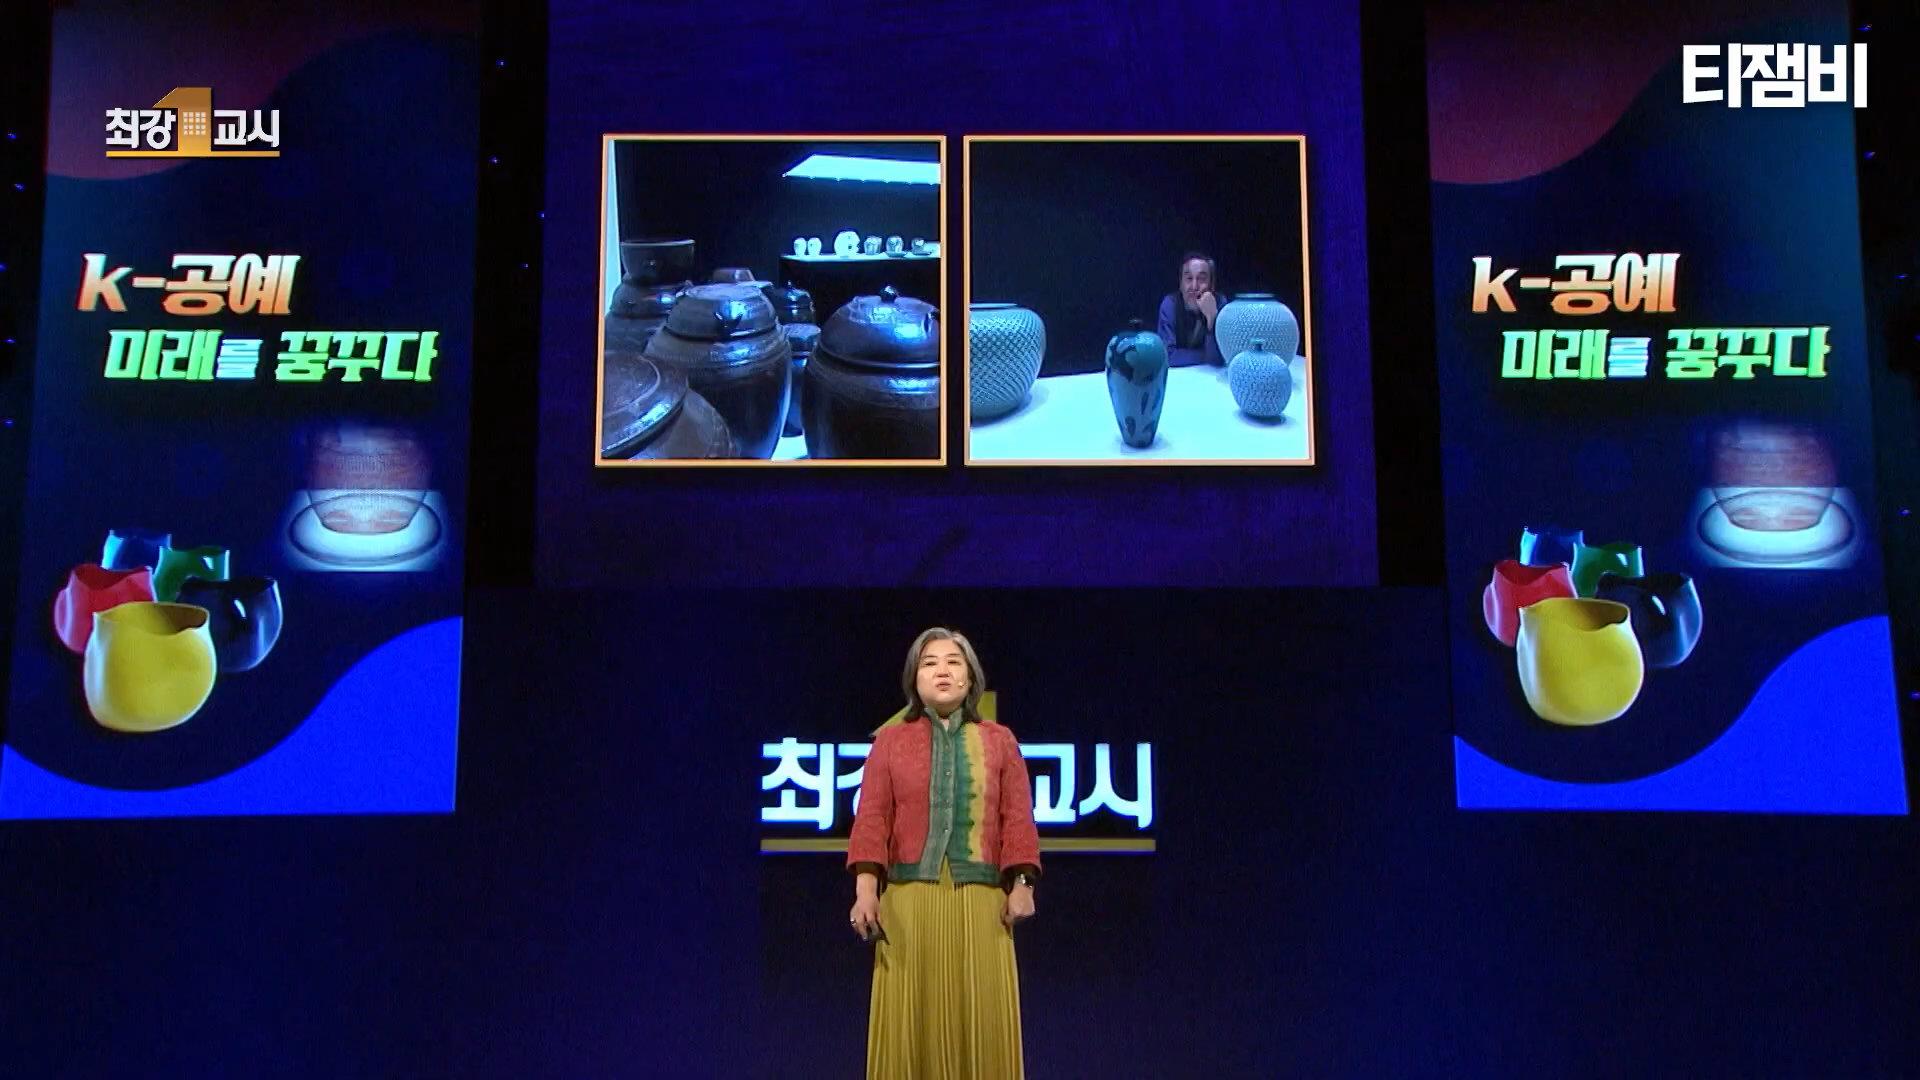 최강1교시
티잼비
k-공예
미래를 꿈꾸다
k-공예
미래를 꿈꾸다
최강 교시